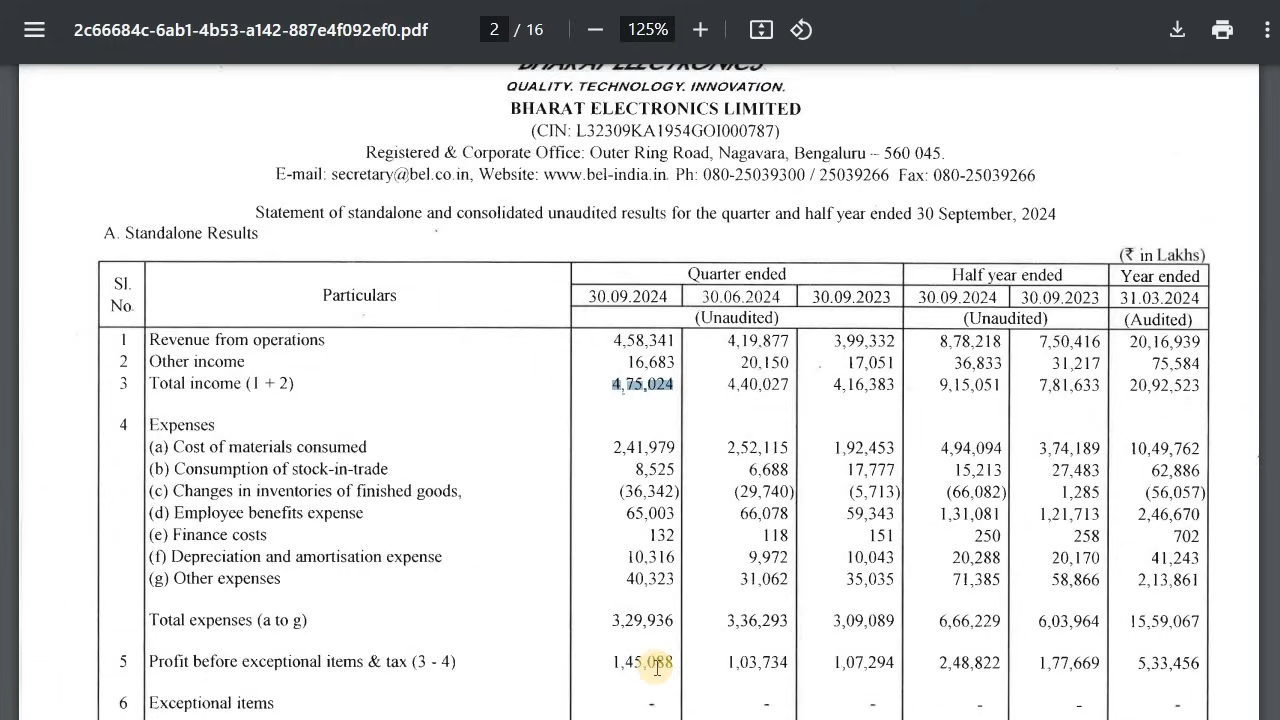 2c66684c-6ab1-4b53-a142-887e4f092ef0.pdf 2 / 16 125%
BHARAT ELECTRONICS
QUALITY. TECHNOLOGY. INNOVATION.
BHARAT ELECTRONICS LIMITED
(CIN: L32309KA1954GOI000787)
Registered & Corporate Office: Outer Ring Road, Nagavara, Bengaluru – 560 045.
E-mail: secretary@bel.co.in, Website: www.bel-india.in Ph: 080-25039300 / 25039266 Fax: 080-25039266
Statement of standalone and consolidated unaudited results for the quarter and half year ended 30 September, 2024
A. Standalone Results
(₹ in Lakhs)
Sl. No. Particulars Quarter ended Half year ended Year ended
30.09.2024 30.06.2024 30.09.2023 30.09.2024 30.09.2023 31.03.2024
(Unaudited) (Unaudited) (Audited)
1 Revenue from operations 4,58,341 4,19,877 3,99,332 8,78,218 7,50,416 20,16,939
2 Other income 16,683 20,150 17,051 36,833 31,217 75,584
3 Total income (1 + 2) 4,75,024 4,40,027 4,16,383 9,15,051 7,81,633 20,92,523
4 Expenses
(a) Cost of materials consumed 2,41,979 2,52,115 1,92,453 4,94,094 3,74,189 10,49,762
(b) Consumption of stock-in-trade 8,525 6,688 17,777 15,213 27,483 62,886
(c) Changes in inventories of finished goods, (36,342) (29,740) (5,713) (66,082) 1,285 (56,057)
(d) Employee benefits expense 65,003 66,078 59,343 1,31,081 1,21,713 2,46,670
(e) Finance costs 132 118 151 250 258 702
(f) Depreciation and amortisation expense 10,316 9,972 10,043 20,288 20,170 41,243
(g) Other expenses 40,323 31,062 35,035 71,385 58,866 2,13,861
Total expenses (a to g) 3,29,936 3,36,293 3,09,089 6,66,229 6,03,964 15,59,067
5 Profit before exceptional items & tax (3 - 4) 1,45,088 1,03,734 1,07,294 2,48,822 1,77,669 5,33,456
6 Exceptional items - - - - - -